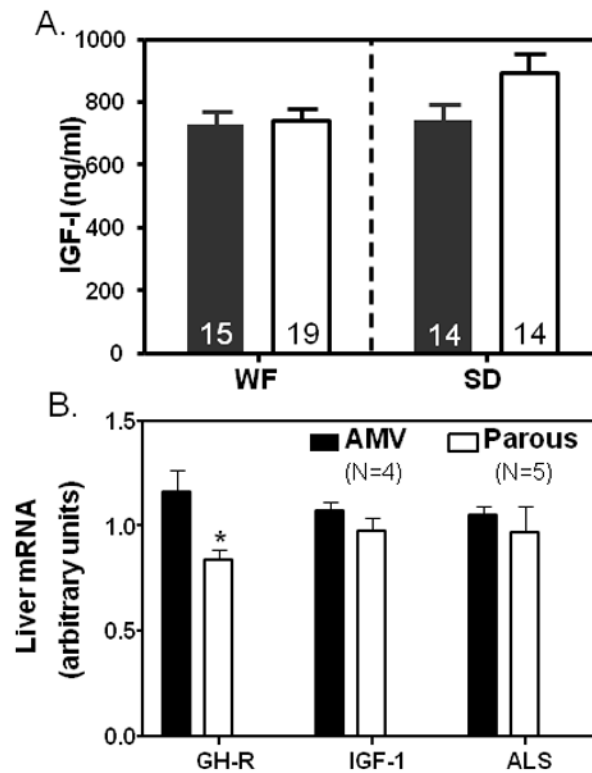 A.
1000
800
600
400
200
0
IGF-I (ng/ml)
15
19
14
14
WF
SD
B.
1.5
1.0
0.5
0.0
Liver mRNA
(arbitrary units)
AMV
Parous
(N=4)
(N=5)
*
GH-R
IGF-1
ALS